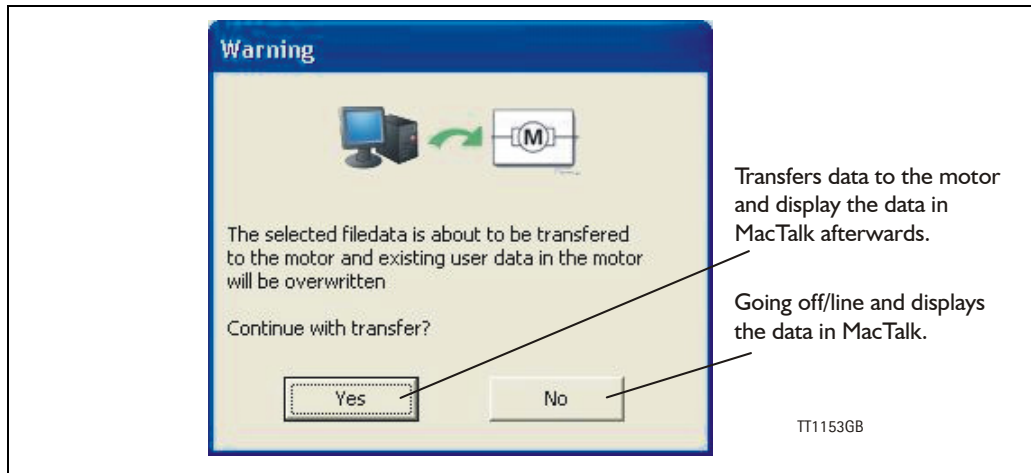 Warning
M
The selected filedata is about to be transfered
to the motor and existing user data in the motor
will be overwritten
Continue with transfer?
Yes
No
Transfers data to the motor
and display the data in
MacTalk afterwards.
Going off/line and displays
the data in MacTalk.
TT1153GB